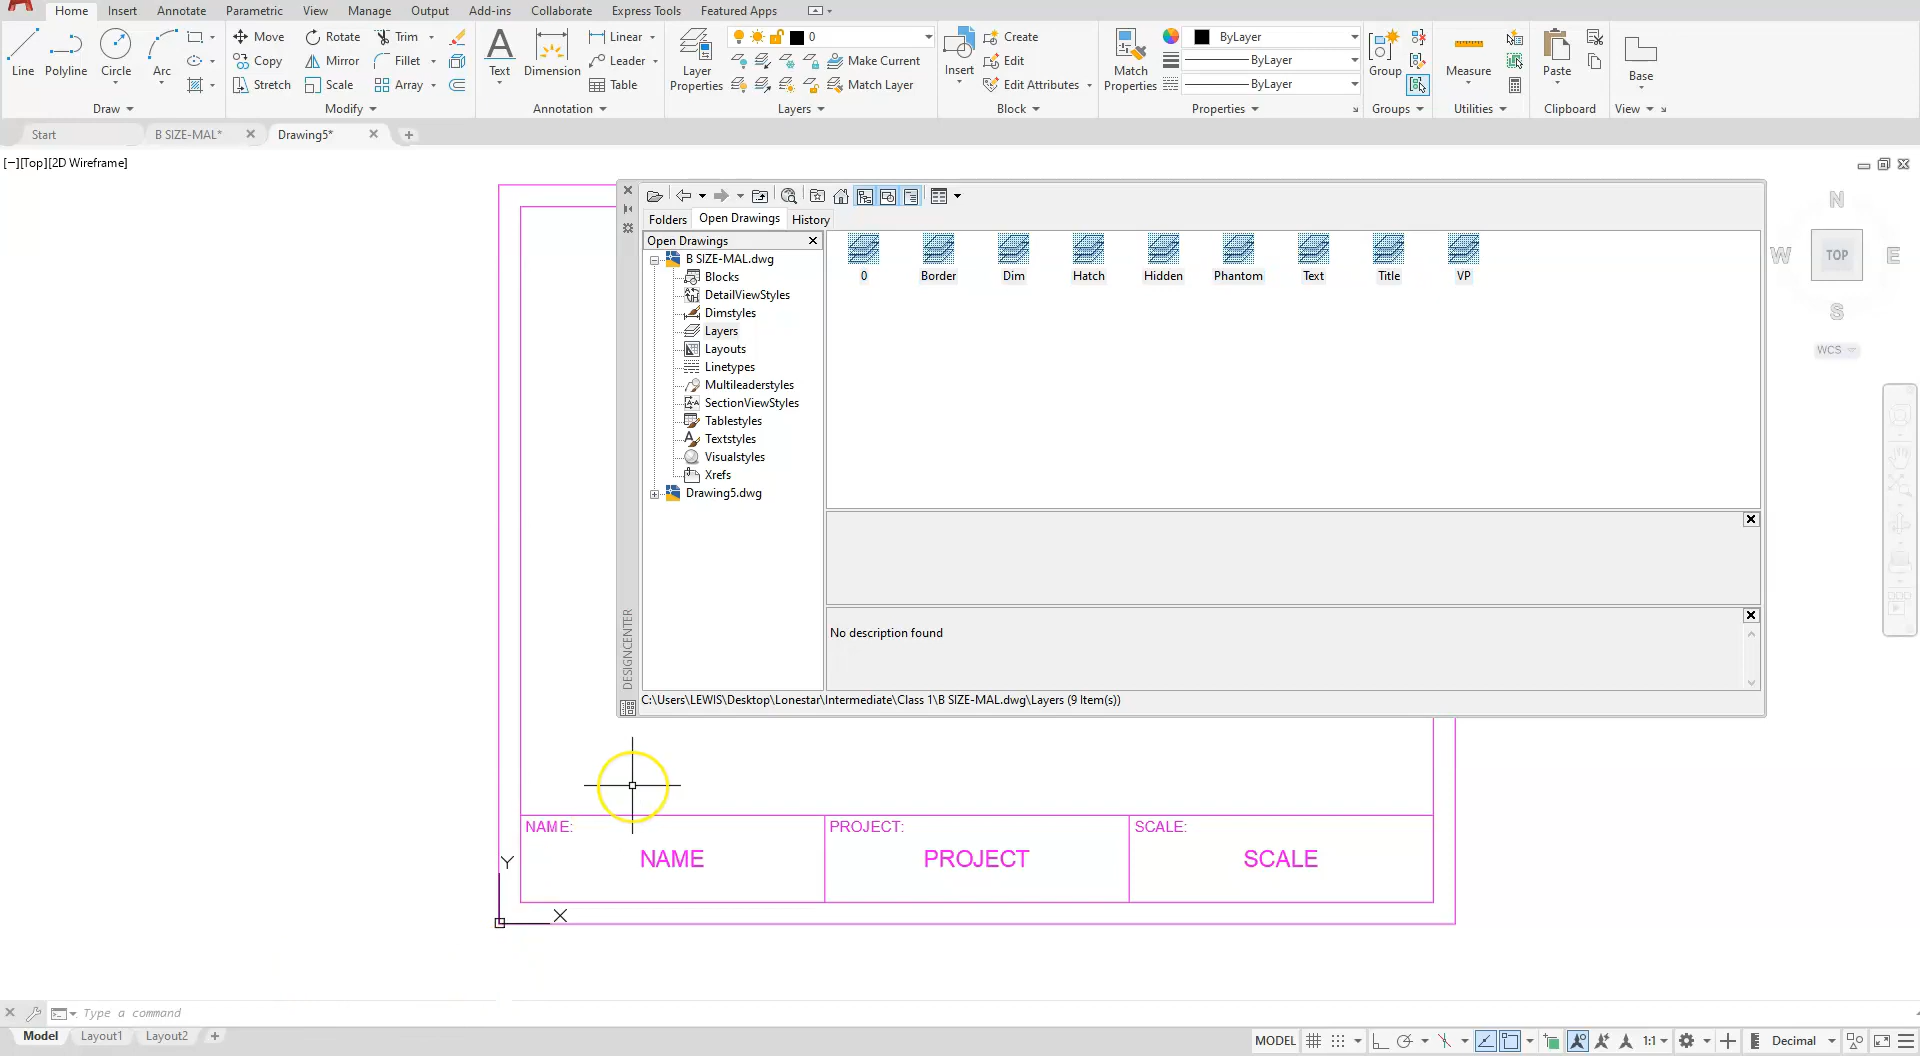 Home Insert Annotate Parametric View Manage Output Add-ins Collaborate Express Tools Featured Apps
Line Polyline Circle Arc
Move Rotate Trim
Copy Mirror Fillet
Stretch Scale Array
Text Dimension
Linear
Leader
Table
Layer Properties
0
Make Current
Match Layer
Insert
Create
Edit
Edit Attributes
Match Properties
ByLayer
ByLayer
ByLayer
Group
Measure
Paste
Base
Draw Modify Annotation Layers Block Properties Groups Utilities Clipboard View
Start B SIZE-MAL* Drawing5*
[−][Top][2D Wireframe]
N
W TOP E
S
WCS
Folders Open Drawings History
Open Drawings
B SIZE-MAL.dwg
Blocks
DetailViewStyles
Dimstyles
Layers
Layouts
Linetypes
Multileaderstyles
SectionViewStyles
Tablestyles
Textstyles
Visualstyles
Xrefs
Drawing5.dwg
0 Border Dim Hatch Hidden Phantom Text Title VP
No description found
DESIGNCENTER
C:\Users\LEWIS\Desktop\Lonestar\Intermediate\Class 1\B SIZE-MAL.dwg\Layers (9 Item(s))
NAME: PROJECT: SCALE:
NAME PROJECT SCALE
Y
X
Type a command
Model Layout1 Layout2
MODEL 1:1 Decimal